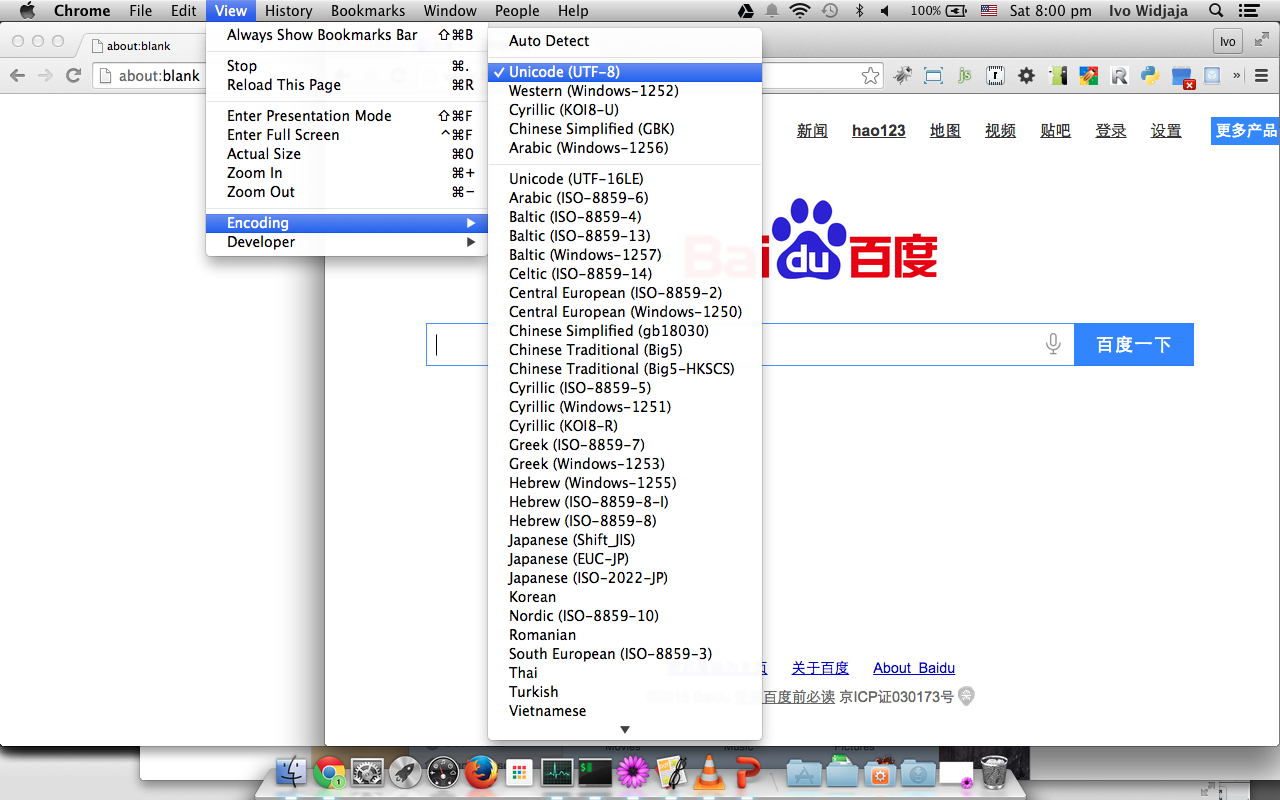 Chrome File Edit View History Bookmarks Window People Help 100% Sat 8:00 pm Ivo Widjaja
about:blank
Ivo
about:blank
js
»
Always Show Bookmarks Bar ⇧⌘B
Stop ⌘.
Reload This Page ⌘R
Enter Presentation Mode ⇧⌘F
Enter Full Screen ^⌘F
Actual Size ⌘0
Zoom In ⌘+
Zoom Out ⌘−
Encoding ▶
Developer ▶
Auto Detect
✓ Unicode (UTF-8)
Western (Windows-1252)
Cyrillic (KOI8-U)
Chinese Simplified (GBK)
Arabic (Windows-1256)
Unicode (UTF-16LE)
Arabic (ISO-8859-6)
Baltic (ISO-8859-4)
Baltic (ISO-8859-13)
Baltic (Windows-1257)
Celtic (ISO-8859-14)
Central European (ISO-8859-2)
Central European (Windows-1250)
Chinese Simplified (gb18030)
Chinese Traditional (Big5)
Chinese Traditional (Big5-HKSCS)
Cyrillic (ISO-8859-5)
Cyrillic (Windows-1251)
Cyrillic (KOI8-R)
Greek (ISO-8859-7)
Greek (Windows-1253)
Hebrew (Windows-1255)
Hebrew (ISO-8859-8-I)
Hebrew (ISO-8859-8)
Japanese (Shift_JIS)
Japanese (EUC-JP)
Japanese (ISO-2022-JP)
Korean
Nordic (ISO-8859-10)
Romanian
South European (ISO-8859-3)
Thai
Turkish
Vietnamese
新闻 hao123 地图 视频 贴吧 登录 设置 更多产品
Baidu百度
百度一下
页 关于百度 About Baidu
百度前必读 京ICP证030173号
Movies Music Pictures